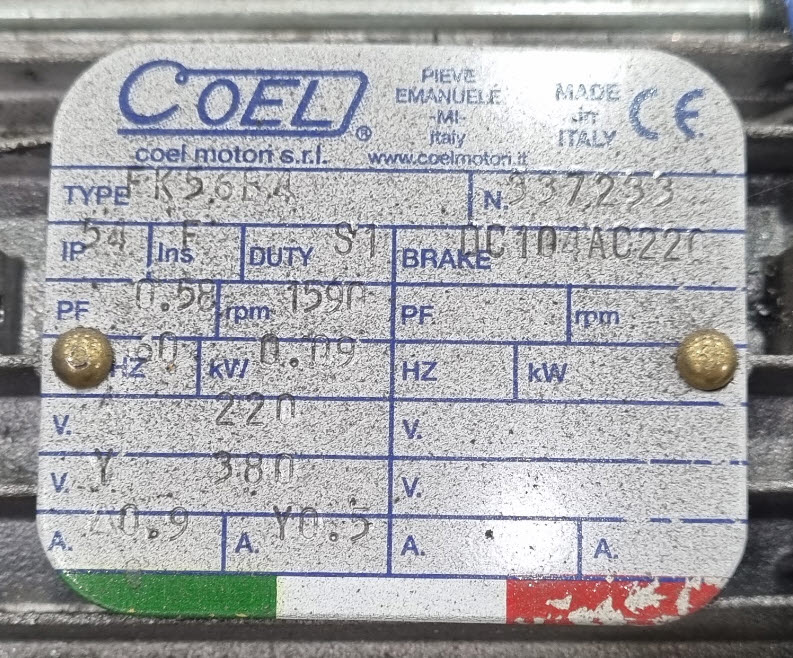 COEL®
coel motori s.r.l.
PIEVE
EMANUELE
-MI-
Italy
www.coelmotori.it
MADE
in
ITALY
CE
TYPE FK56B4 N. 337233
IP 54 Ins F DUTY S1 BRAKE DC104AC220
PF 0.58 rpm 1590 PF rpm
HZ 60 kW 0.09 HZ kW
V. 220 V.
V. Y 380 V.
A. Δ0.9 A. Y0.5 A. A.